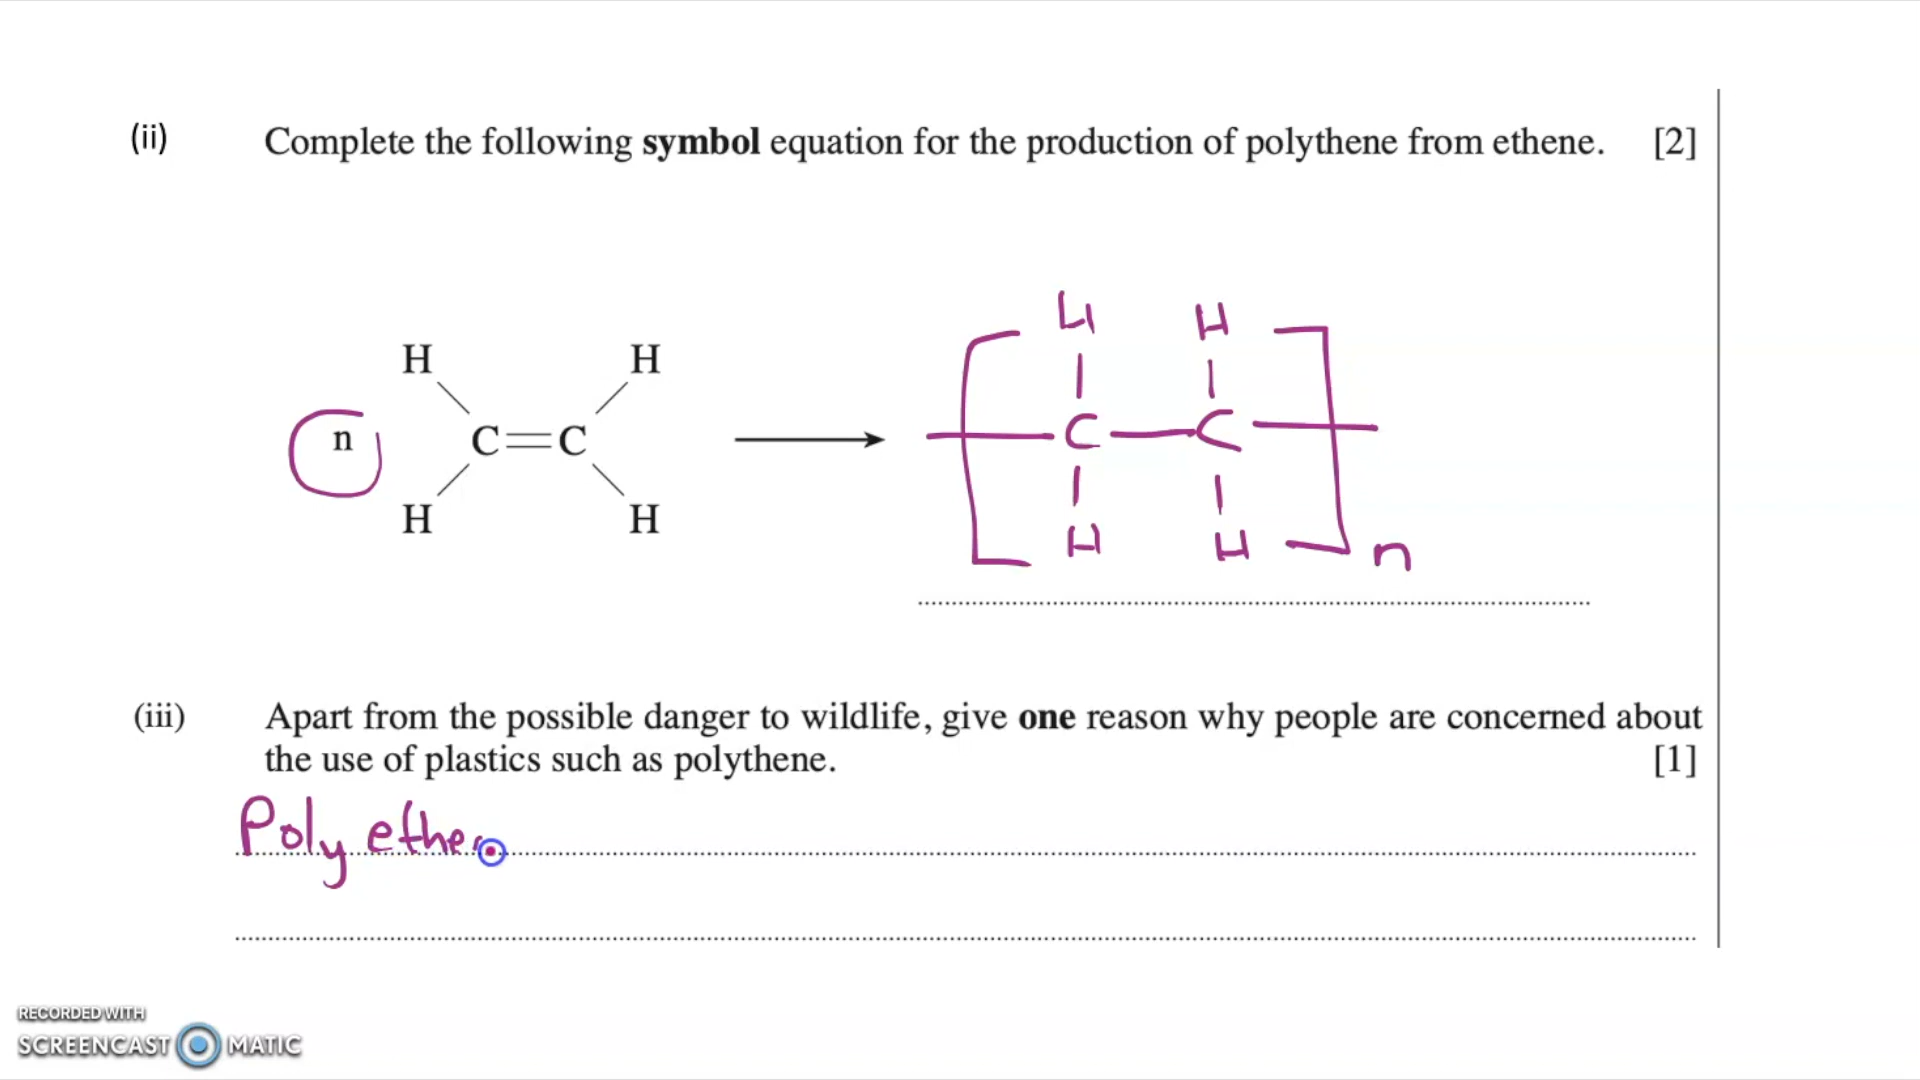 (ii) Complete the following symbol equation for the production of polythene from ethene. [2]
H H H H
n C=C C C
H H H H n
(iii) Apart from the possible danger to wildlife, give one reason why people are concerned about
the use of plastics such as polythene. [1]
Poly ethe
RECORDED WITH
SCREENCAST MATIC